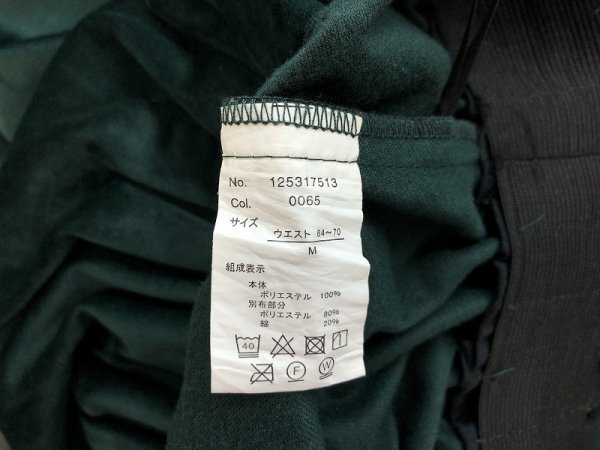 No. 125317513
Col. 0065
サイズ
ウエスト 64~70
M
組成表示
本体
ポリエステル 100%
別布部分
ポリエステル 80%
綿 20%
40
F W